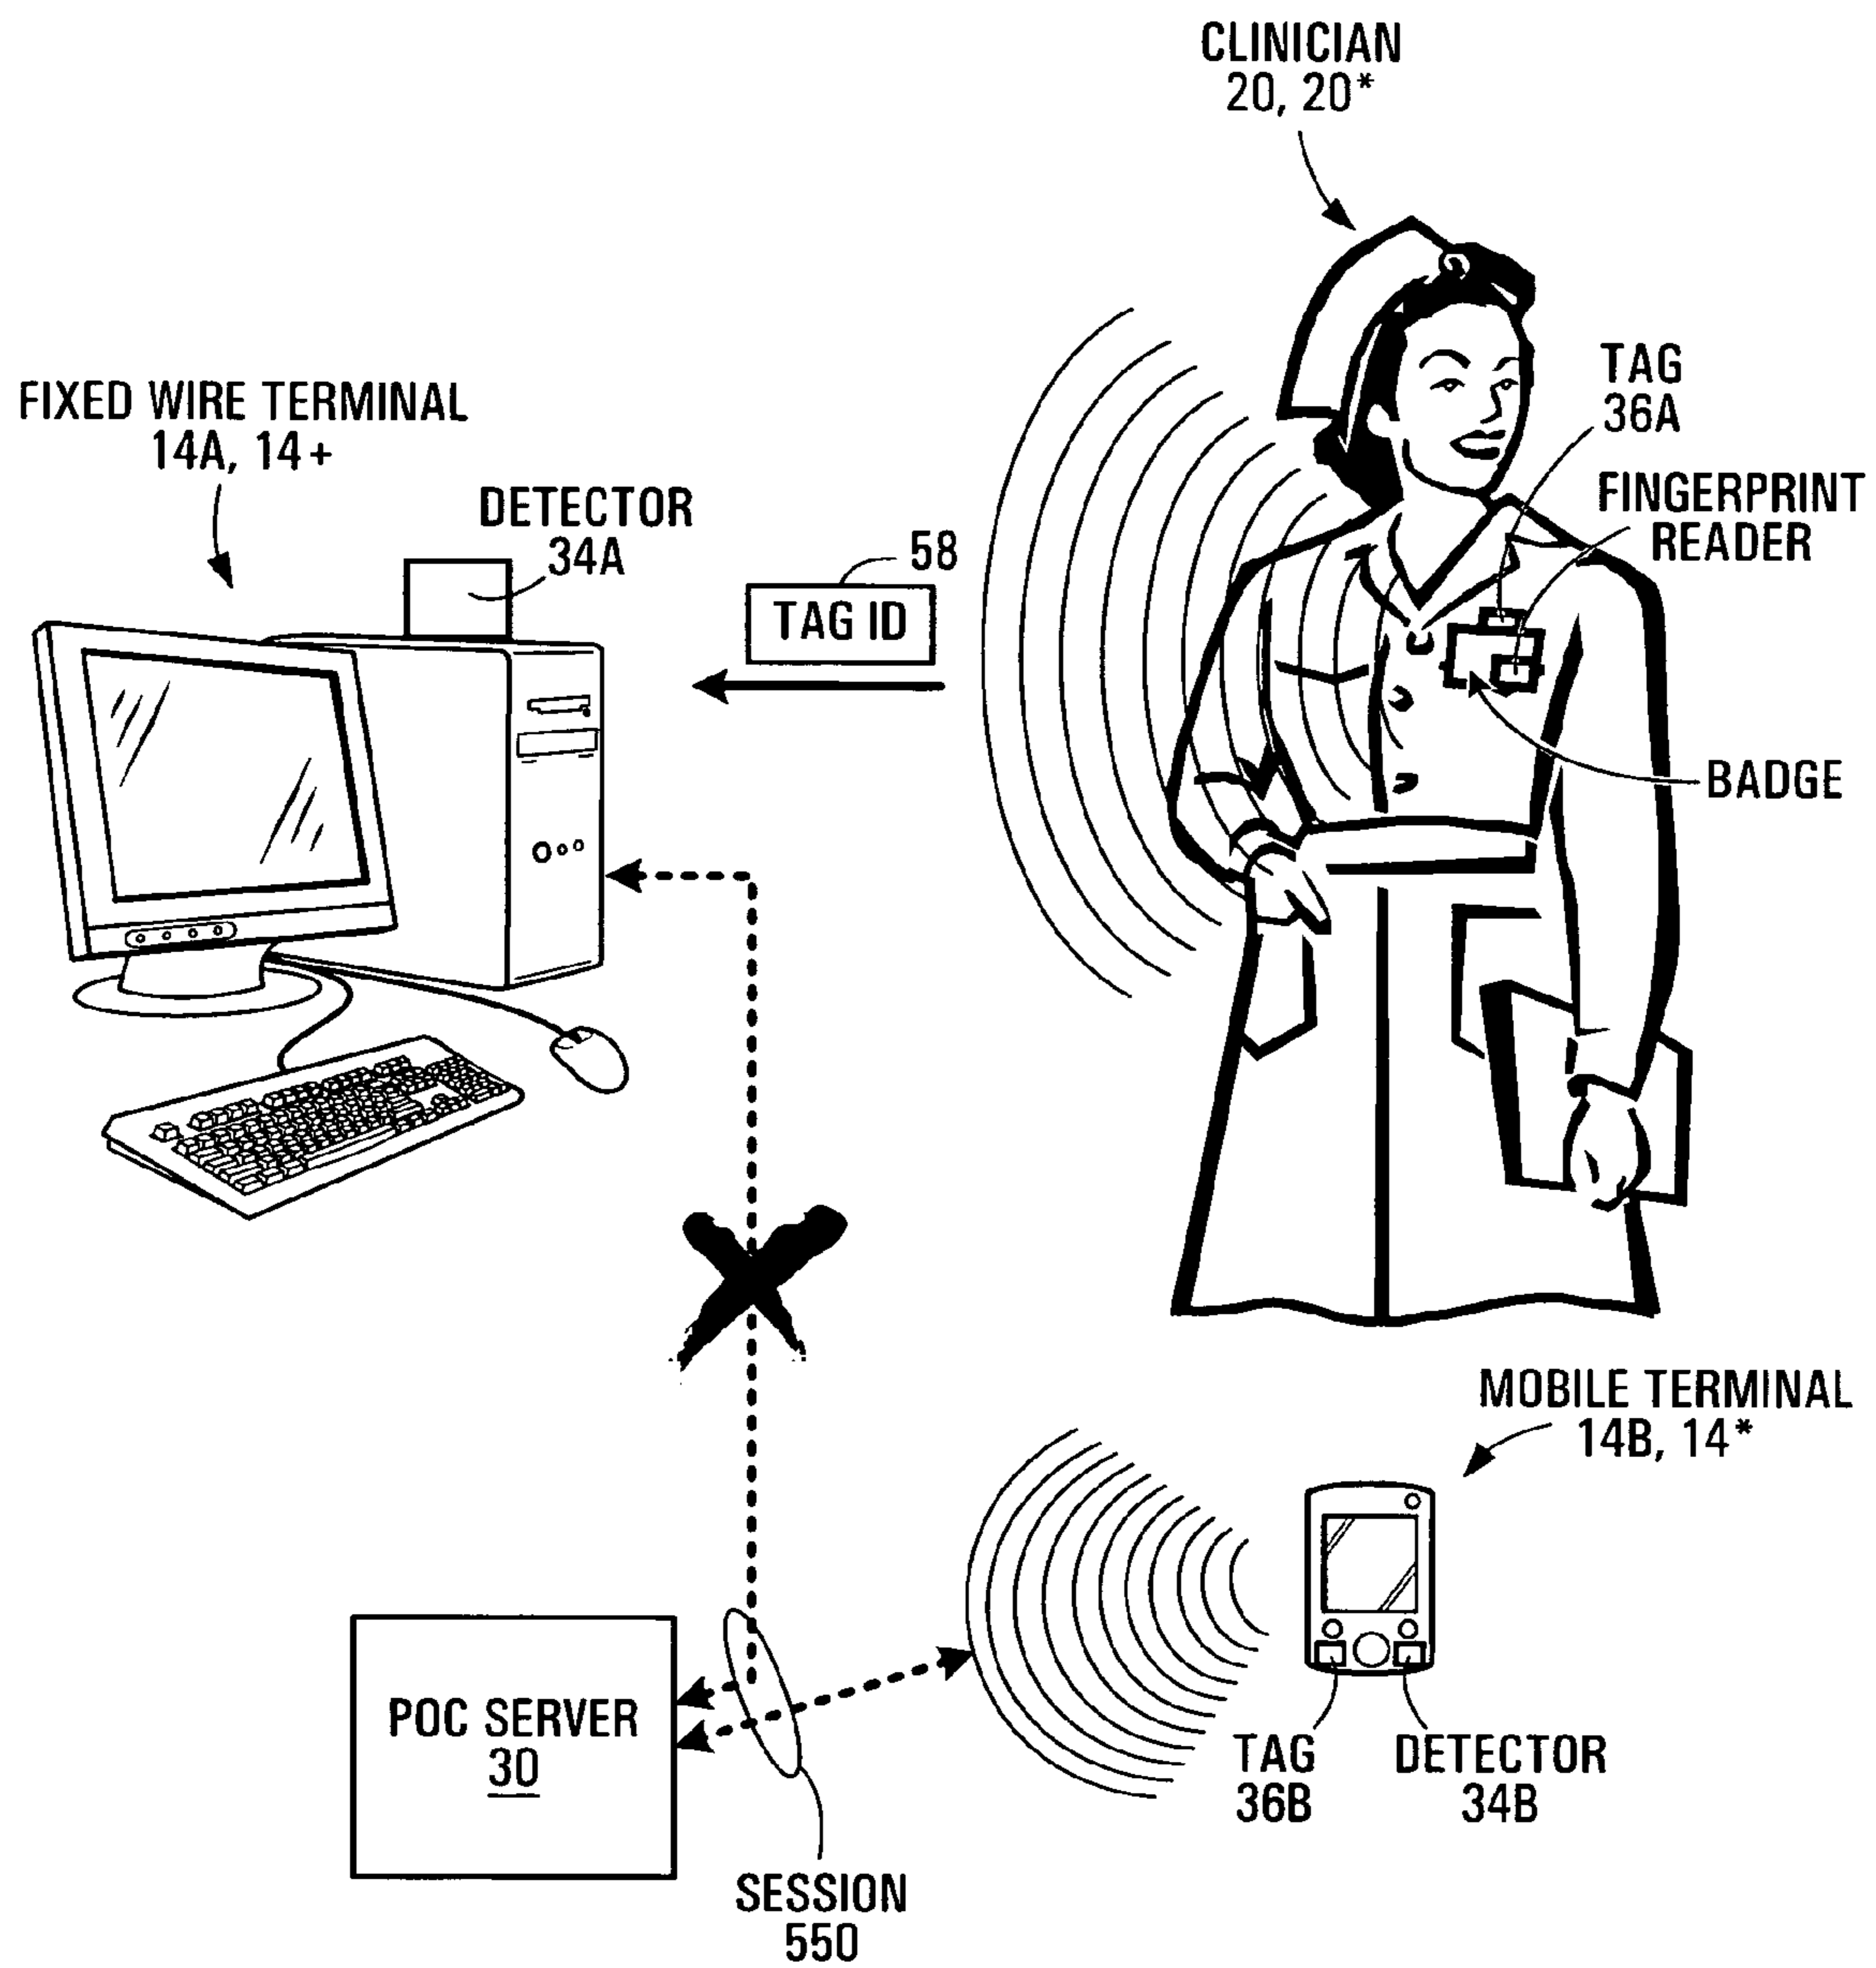 CLINICIAN
20, 20*
TAG
36A
FIXED WIRE TERMINAL
14A, 14+
FINGERPRINT
READER
DETECTOR
34A
58
TAG ID
BADGE
MOBILE TERMINAL
14B, 14*
POC SERVER
30
TAG
36B
DETECTOR
34B
SESSION
550